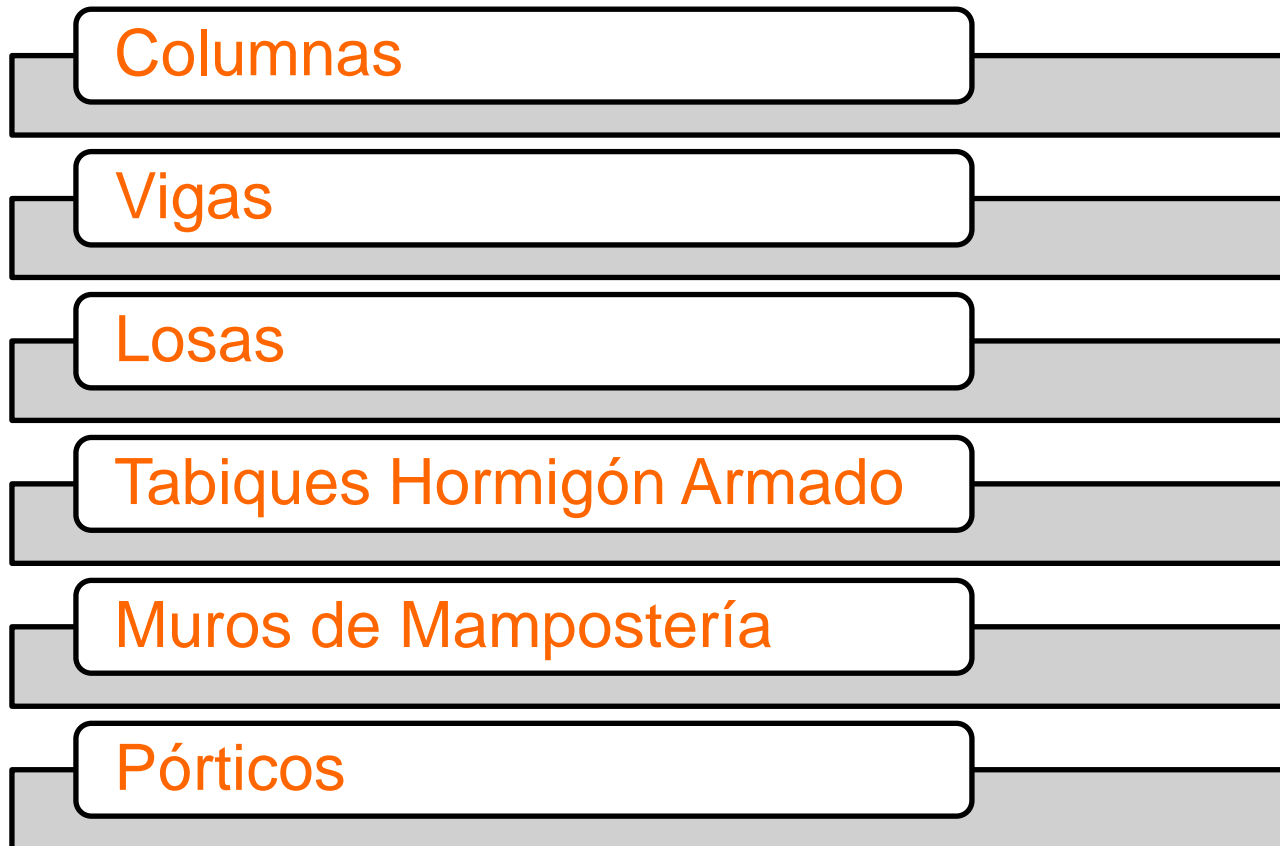 Columnas
Vigas
Losas
Tabiques Hormigón Armado
Muros de Mampostería
Pórticos